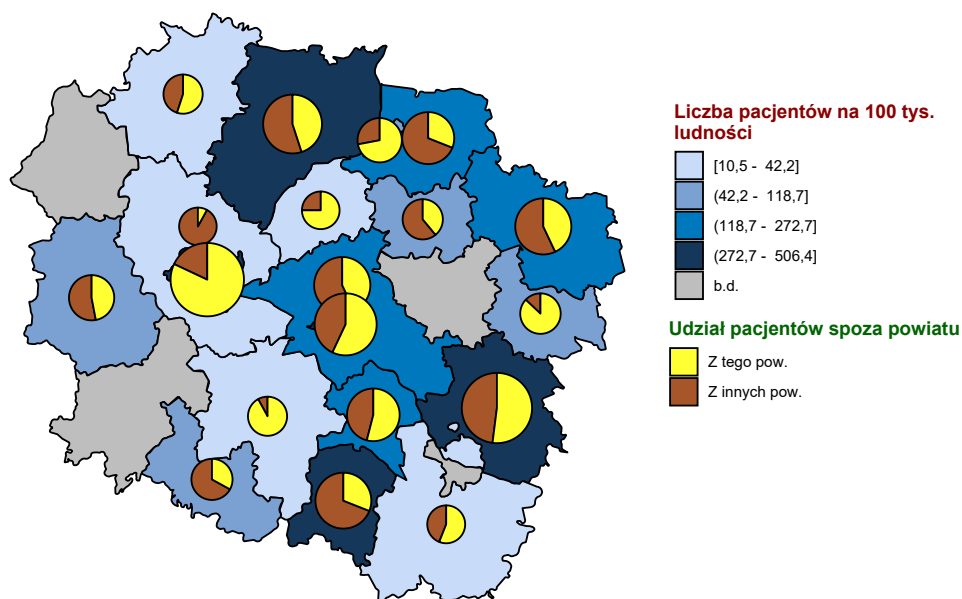 Liczba pacjentów na 100 tys.
ludności
[10,5 - 42,2]
(42,2 - 118,7]
(118,7 - 272,7]
(272,7 - 506,4]
b.d.
Udział pacjentów spoza powiatu
Z tego pow.
Z innych pow.